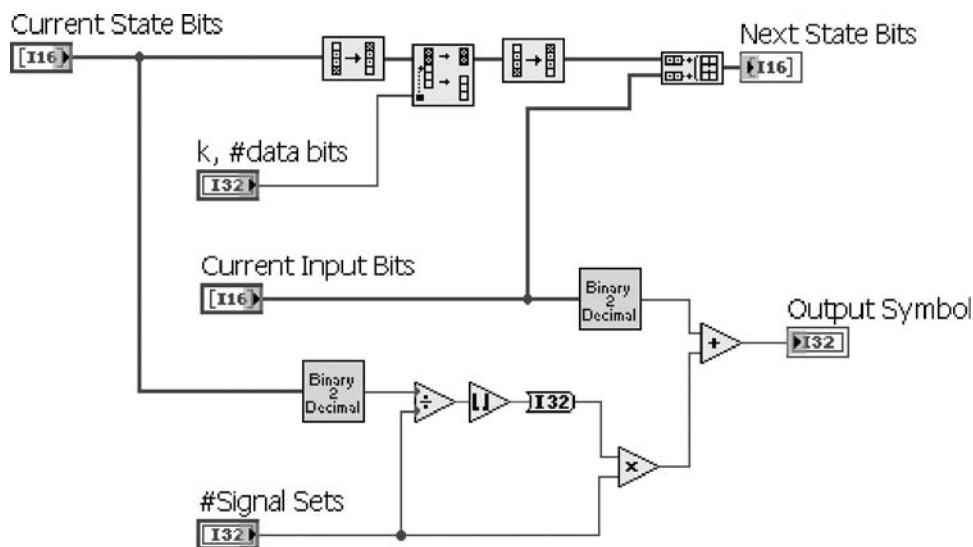 Current State Bits
[I16]
Next State Bits
[I16]
k, #data bits
I32
Current Input Bits
[I16]
Binary
2
Decimal
Output Symbol
I32
Binary
2
Decimal
÷
I32
+
×
#Signal Sets
I32